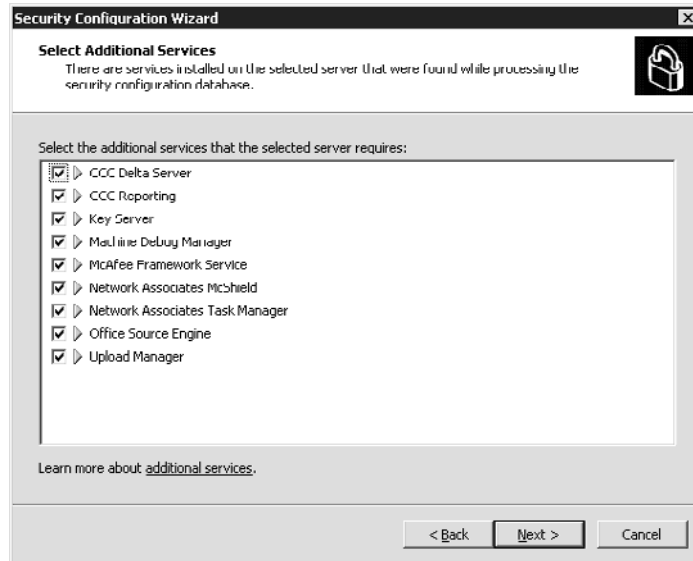 Security Configuration Wizard
Select Additional Services
There are services installed on the selected server that were found while processing the
security configuration database.
Select the additional services that the selected server requires:
CCC Delta Server
CCC Reporting
Key Server
Machine Debug Manager
McAfee Framework Service
Network Associates McShield
Network Associates Task Manager
Office Source Engine
Upload Manager
Learn more about additional services.
< Back Next > Cancel